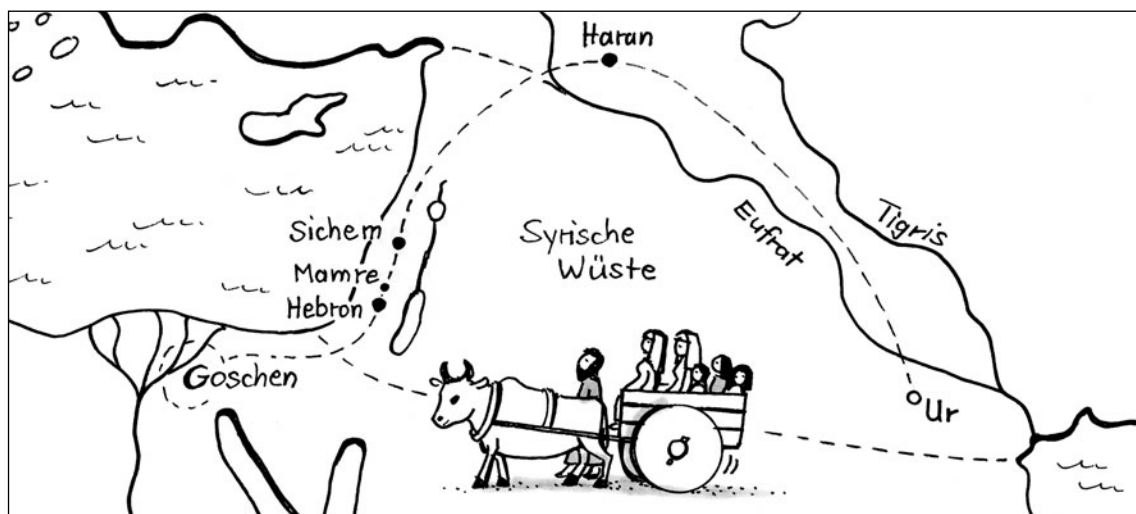 Haran
Sichem
Mamre
Hebron
Goschen
Syrische
Wüste
Eufrat
Tigris
Ur